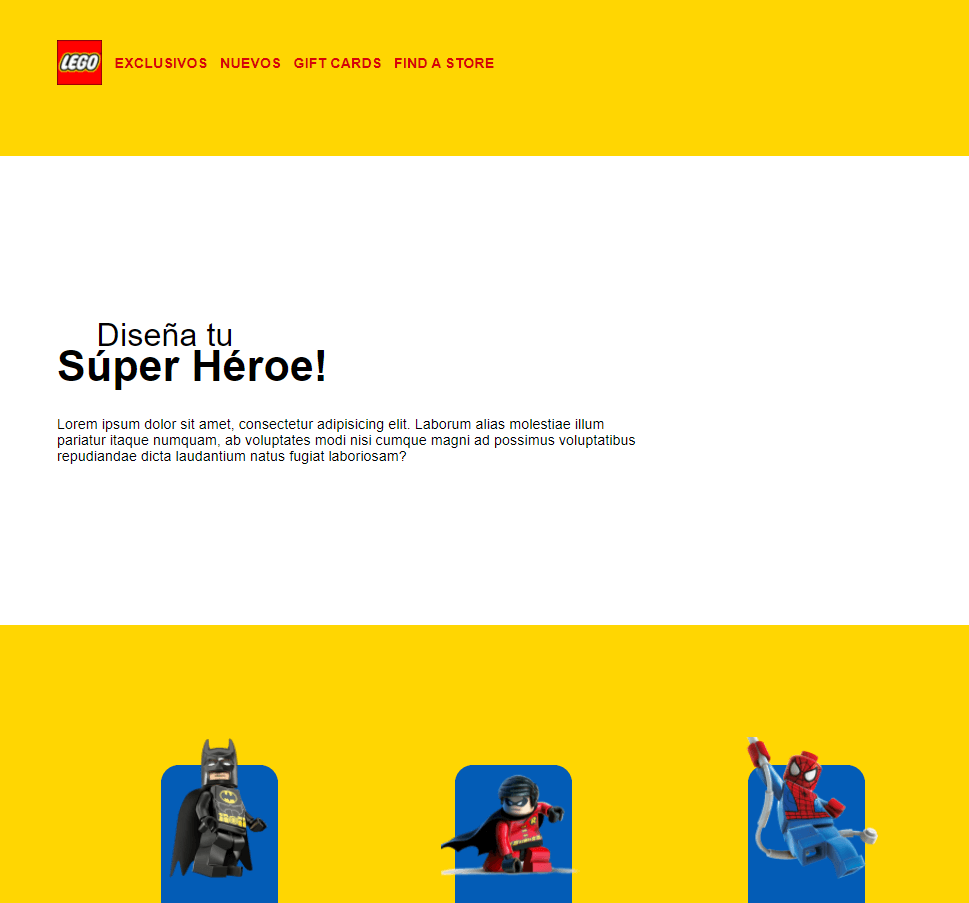 LEGO
EXCLUSIVOS NUEVOS GIFT CARDS FIND A STORE
Diseña tu
Súper Héroe!
Lorem ipsum dolor sit amet, consectetur adipisicing elit. Laborum alias molestiae illum
pariatur itaque numquam, ab voluptates modi nisi cumque magni ad possimus voluptatibus
repudiandae dicta laudantium natus fugiat laboriosam?